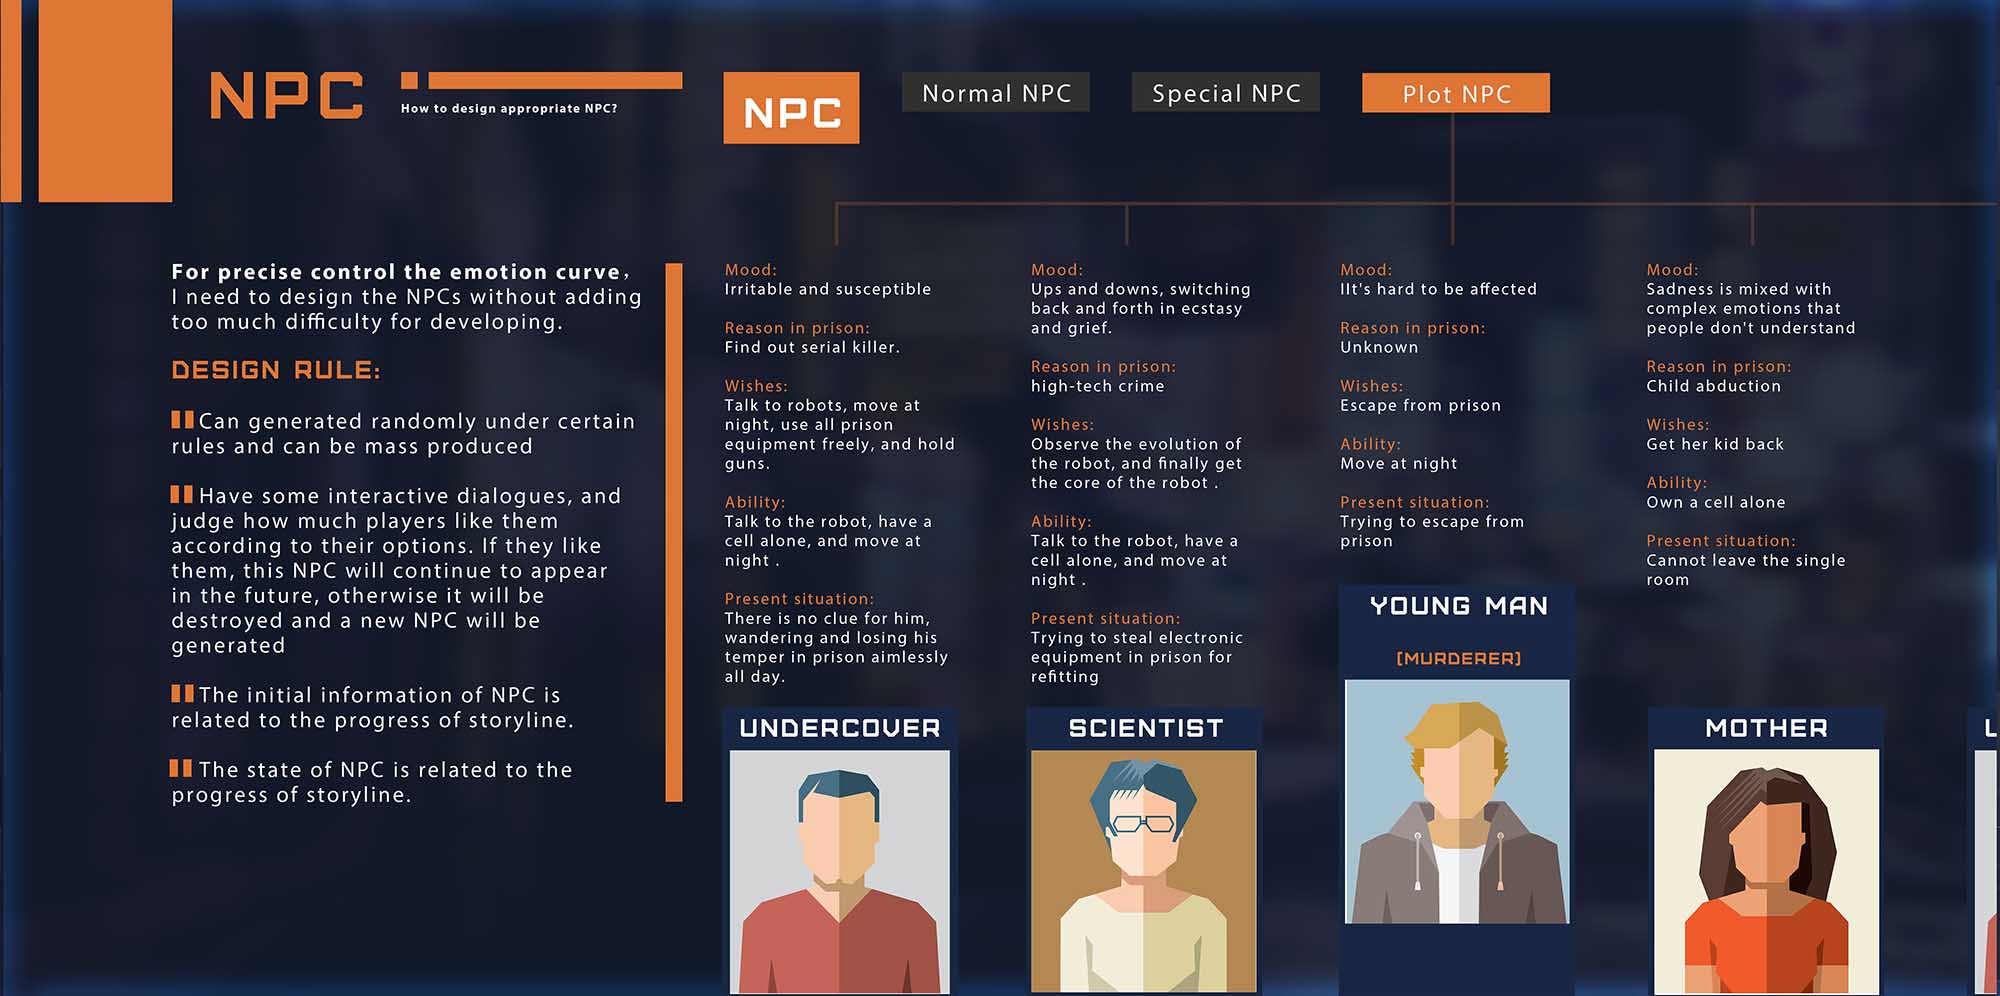 NPC
How to design appropriate NPC?
NPC
Normal NPC
Special NPC
Plot NPC
For precise control the emotion curve,
I need to design the NPCs without adding
too much difficulty for developing.
DESIGN RULE:
Can generated randomly under certain
rules and can be mass produced
Have some interactive dialogues, and
judge how much players like them
according to their options. If they like
them, this NPC will continue to appear
in the future, otherwise it will be
destroyed and a new NPC will be
generated
The initial information of NPC is
related to the progress of storyline.
The state of NPC is related to the
progress of storyline.
Mood:
Irritable and susceptible
Reason in prison:
Find out serial killer.
Wishes:
Talk to robots, move at
night, use all prison
equipment freely, and hold
guns.
Ability:
Talk to the robot, have a
cell alone, and move at
night .
Present situation:
There is no clue for him,
wandering and losing his
temper in prison aimlessly
all day.
UNDERCOVER
Mood:
Ups and downs, switching
back and forth in ecstasy
and grief.
Reason in prison:
high-tech crime
Wishes:
Observe the evolution of
the robot, and finally get
the core of the robot .
Ability:
Talk to the robot, have a
cell alone, and move at
night .
Present situation:
Trying to steal electronic
equipment in prison for
refitting
SCIENTIST
Mood:
IIt's hard to be affected
Reason in prison:
Unknown
Wishes:
Escape from prison
Ability:
Move at night
Present situation:
Trying to escape from
prison
YOUNG MAN
[MURDERER]
Mood:
Sadness is mixed with
complex emotions that
people don't understand
Reason in prison:
Child abduction
Wishes:
Get her kid back
Ability:
Own a cell alone
Present situation:
Cannot leave the single
room
MOTHER